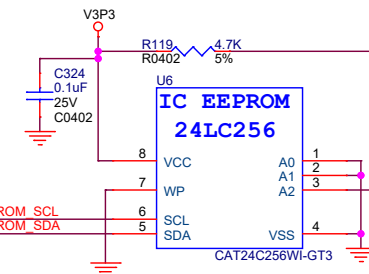 V3P3
R119 4.7K
R0402 5%
C324
0.1uF
25V
C0402
U6
IC EEPROM
24LC256
8 VCC A0 1
A1 2
7 WP A2 3
6 SCL
5 SDA VSS 4
ROM_SCL
ROM_SDA
CAT24C256WI-GT3